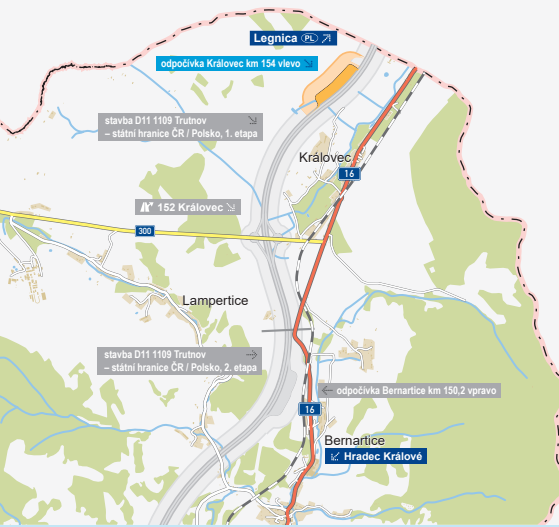 Legnica PL
odpočívka Královec km 154 vlevo
stavba D11 1109 Trutnov
– státní hranice ČR / Polsko, 1. etapa
Královec
16
152 Královec
300
Lampertice
stavba D11 1109 Trutnov
– státní hranice ČR / Polsko, 2. etapa
odpočívka Bernartice km 150,2 vpravo
16
Bernartice
Hradec Králové